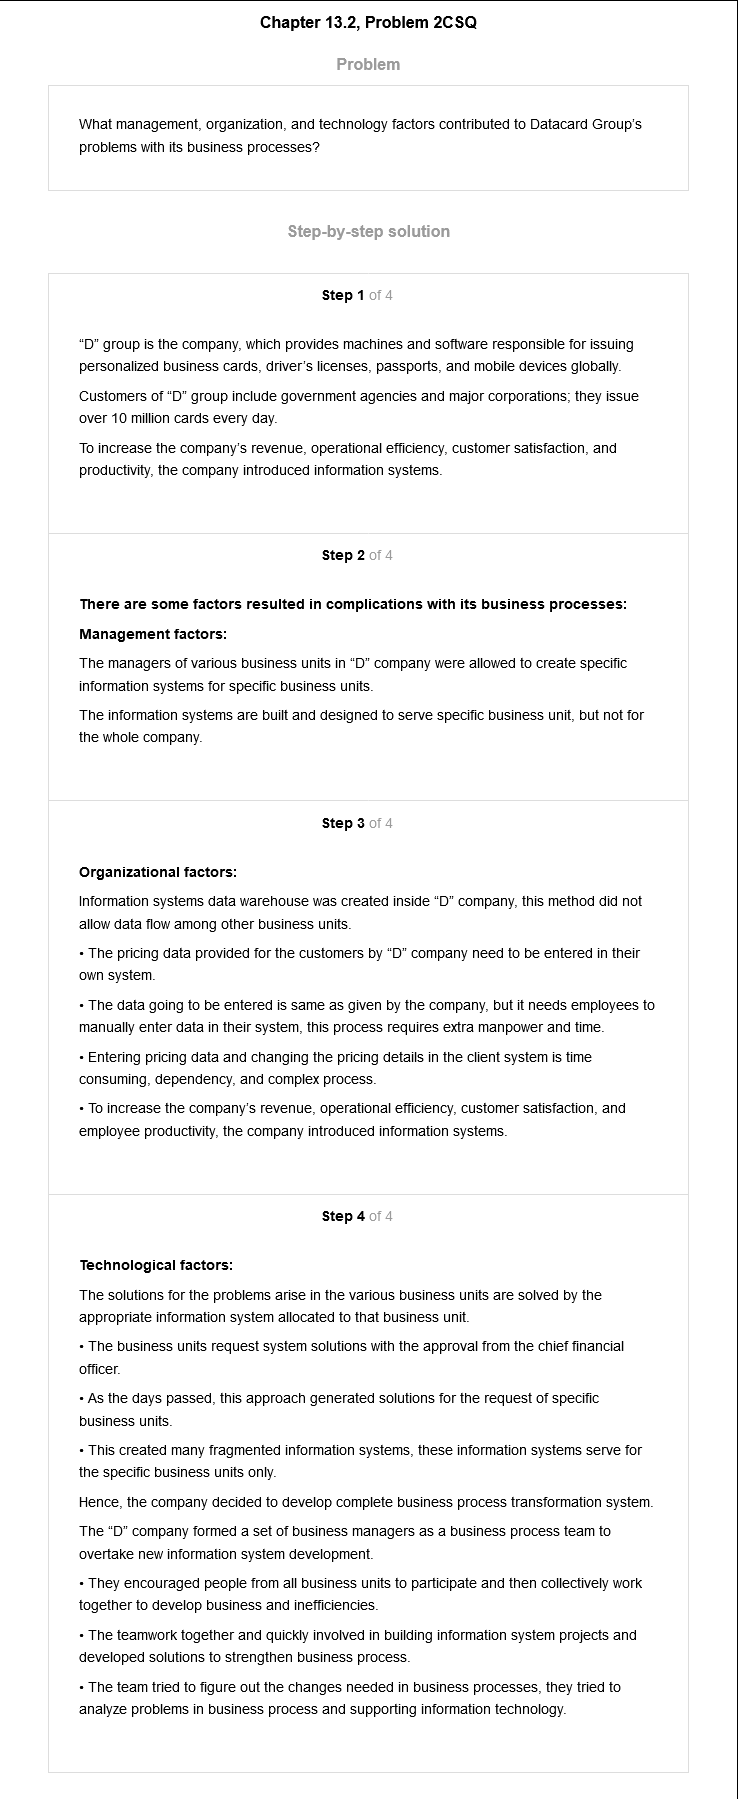 Chapter 13.2, Problem 2CSQ
Problem
What management, organization, and technology factors contributed to Datacard Group's
problems with its business processes?
Step-by-step solution
Step 1 of 4
“D” group is the company, which provides machines and software responsible for issuing
personalized business cards, driver’s licenses, passports, and mobile devices globally.
Customers of “D” group include government agencies and major corporations; they issue
over 10 million cards every day.
To increase the company’s revenue, operational efficiency, customer satisfaction, and
productivity, the company introduced information systems.
Step 2 of 4
There are some factors resulted in complications with its business processes:
Management factors:
The managers of various business units in “D” company were allowed to create specific
information systems for specific business units.
The information systems are built and designed to serve specific business unit, but not for
the whole company.
Step 3 of 4
Organizational factors:
Information systems data warehouse was created inside “D” company, this method did not
allow data flow among other business units.
• The pricing data provided for the customers by “D” company need to be entered in their
own system.
• The data going to be entered is same as given by the company, but it needs employees to
manually enter data in their system, this process requires extra manpower and time.
• Entering pricing data and changing the pricing details in the client system is time
consuming, dependency, and complex process.
• To increase the company’s revenue, operational efficiency, customer satisfaction, and
employee productivity, the company introduced information systems.
Step 4 of 4
Technological factors:
The solutions for the problems arise in the various business units are solved by the
appropriate information system allocated to that business unit.
• The business units request system solutions with the approval from the chief financial
officer.
• As the days passed, this approach generated solutions for the request of specific
business units.
• This created many fragmented information systems, these information systems serve for
the specific business units only.
Hence, the company decided to develop complete business process transformation system.
The “D” company formed a set of business managers as a business process team to
overtake new information system development.
• They encouraged people from all business units to participate and then collectively work
together to develop business and inefficiencies.
• The teamwork together and quickly involved in building information system projects and
developed solutions to strengthen business process.
• The team tried to figure out the changes needed in business processes, they tried to
analyze problems in business process and supporting information technology.